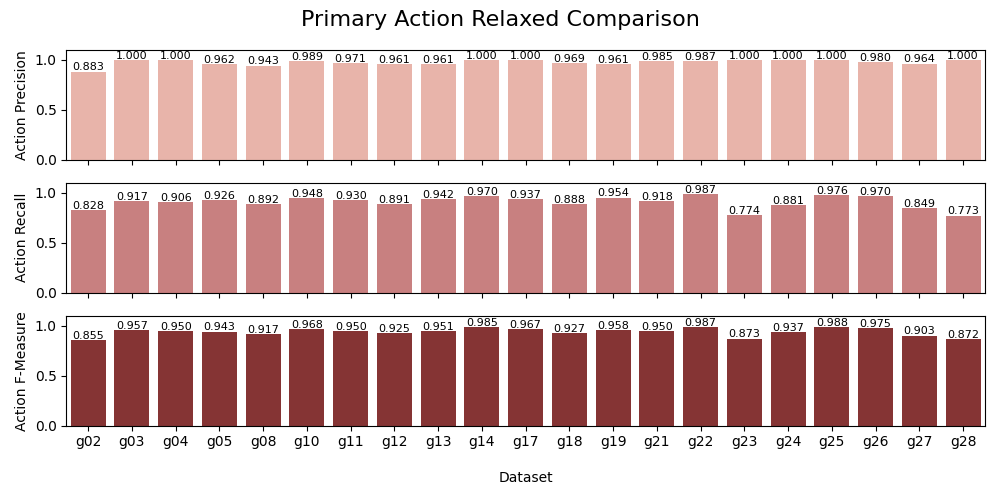 Primary Action Relaxed Comparison
Action Precision
1.0
0.5
0.0
0.883 1.000 1.000 0.962 0.943 0.989 0.971 0.961 0.961 1.000 1.000 0.969 0.961 0.985 0.987 1.000 1.000 1.000 0.980 0.964 1.000
Action Recall
1.0
0.5
0.0
0.828 0.917 0.906 0.926 0.892 0.948 0.930 0.891 0.942 0.970 0.937 0.888 0.954 0.918 0.987 0.774 0.881 0.976 0.970 0.849 0.773
Action F-Measure
1.0
0.5
0.0
0.855 0.957 0.950 0.943 0.917 0.968 0.950 0.925 0.951 0.985 0.967 0.927 0.958 0.950 0.987 0.873 0.937 0.988 0.975 0.903 0.872
g02 g03 g04 g05 g08 g10 g11 g12 g13 g14 g17 g18 g19 g21 g22 g23 g24 g25 g26 g27 g28
Dataset